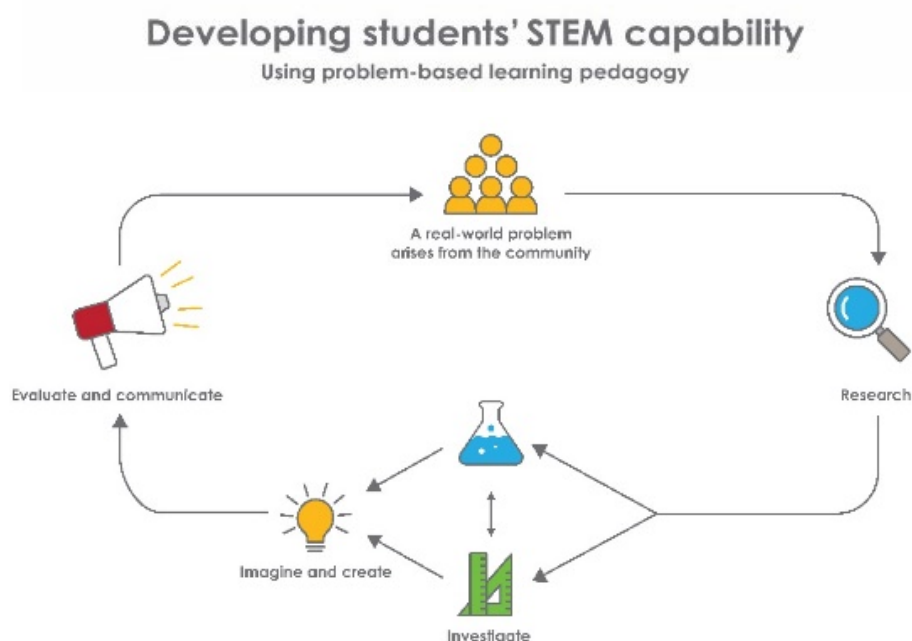 Developing students' STEM capability
Using problem-based learning pedagogy
A real-world problem
arises from the community
Research
Investigate
Imagine and create
Evaluate and communicate